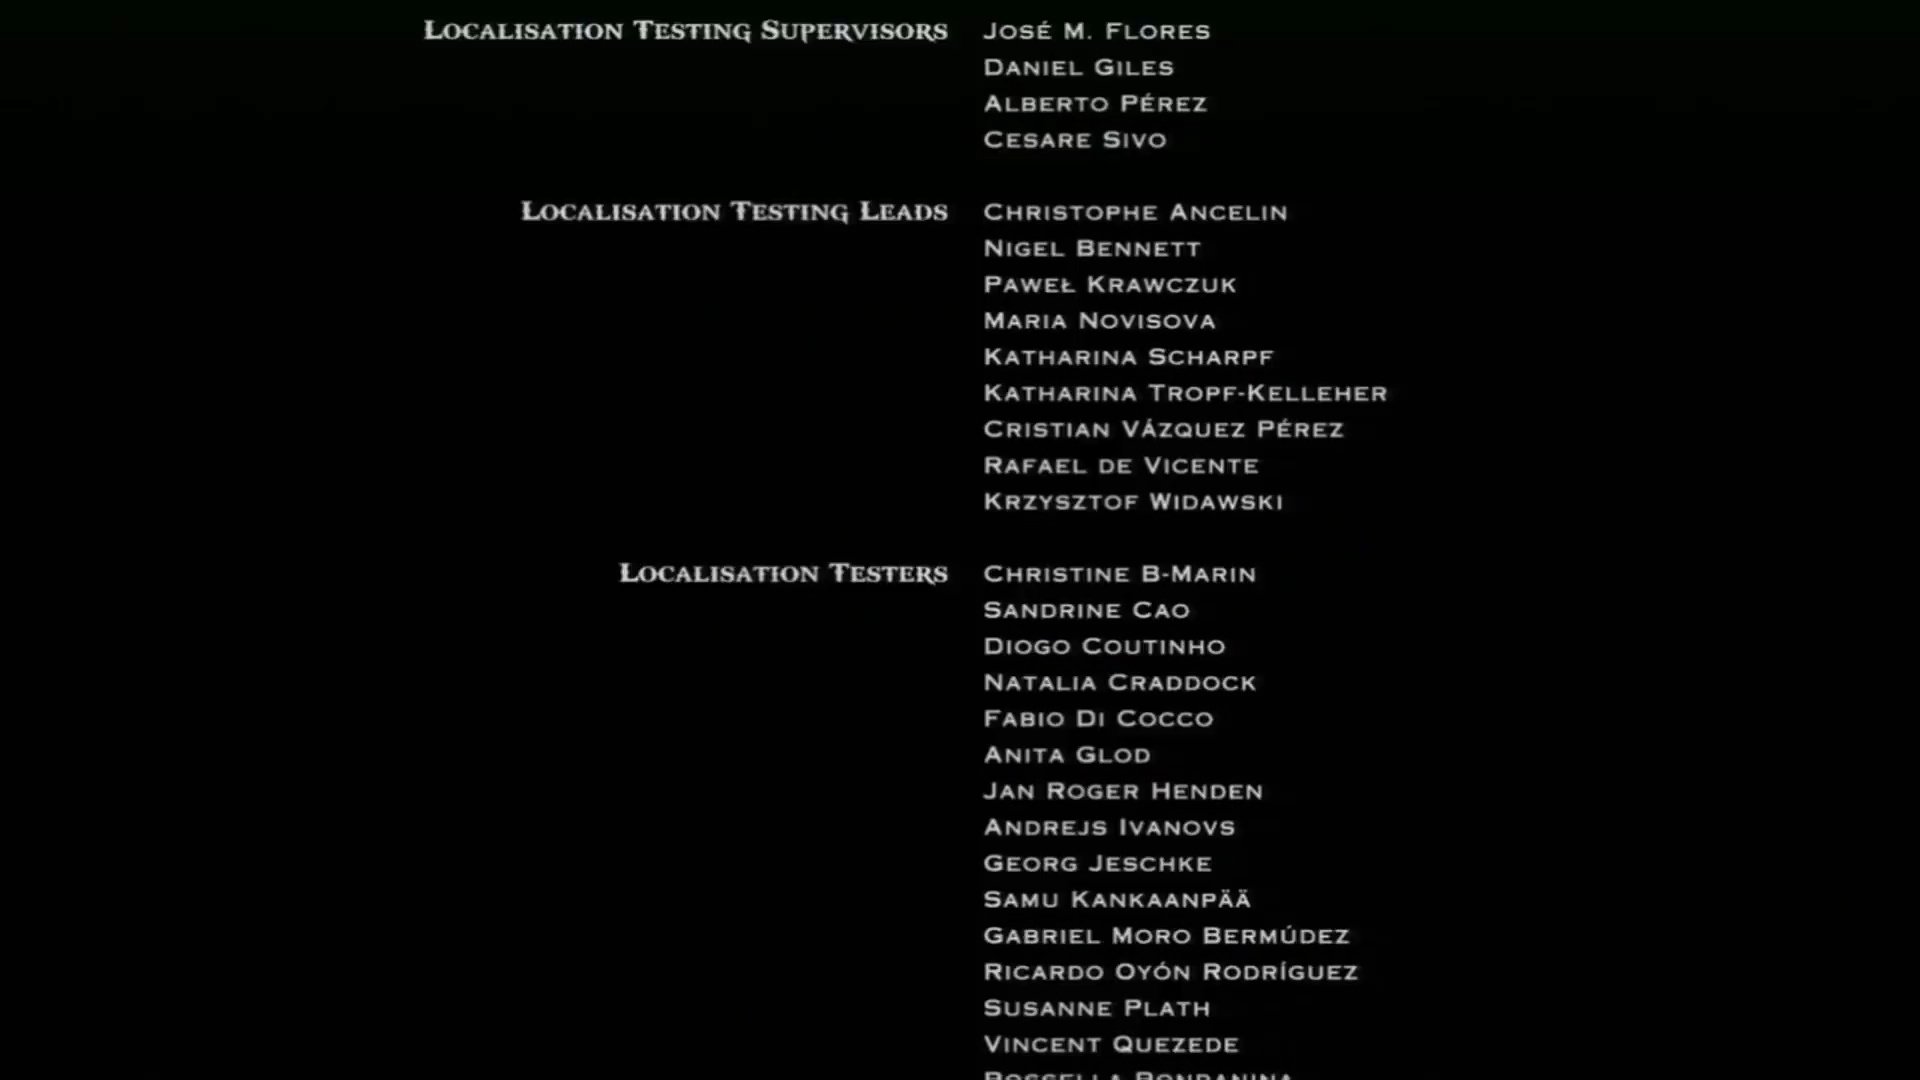 Localisation Testing Supervisors José M. Flores
Daniel Giles
Alberto Pérez
Cesare Sivo
Localisation Testing Leads Christophe Ancelin
Nigel Bennett
Paweł Krawczuk
Maria Novisova
Katharina Scharpf
Katharina Tropf-Kelleher
Cristian Vázquez Pérez
Rafael de Vicente
Krzysztof Widawski
Localisation Testers Christine B-Marin
Sandrine Cao
Diogo Coutinho
Natalia Craddock
Fabio Di Cocco
Anita Glod
Jan Roger Henden
Andrejs Ivanovs
Georg Jeschke
Samu Kankaanpää
Gabriel Moro Bermúdez
Ricardo Oyón Rodríguez
Susanne Plath
Vincent Quezede